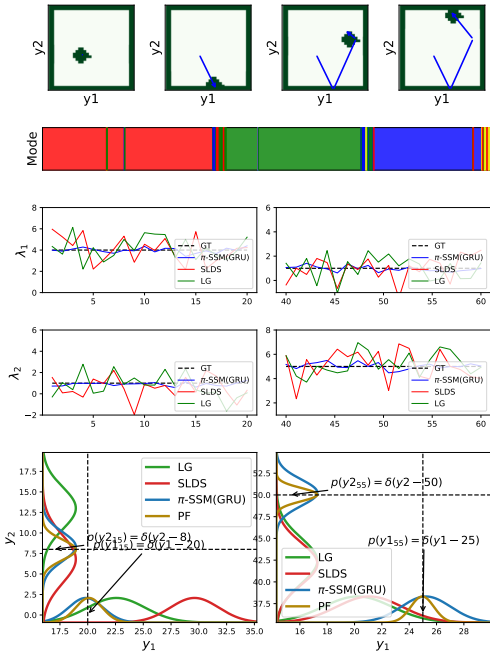 y2 y2 y2 y2
y1 y1 y1 y1
Mode
λ1
8
6
4
2
0
5 10 15 20
GT
π-SSM(GRU)
SLDS
LG
6
4
2
0
40 45 50 55 60
GT
π-SSM(GRU)
SLDS
LG
λ2
6
4
2
0
−2
5 10 15 20
GT
π-SSM(GRU)
SLDS
LG
8
6
4
2
40 45 50 55 60
GT
π-SSM(GRU)
SLDS
LG
y2
17.5
15.0
12.5
10.0
7.5
5.0
2.5
0.0
LG
SLDS
π-SSM(GRU)
PF
p(y2₁₅)=δ(y2−8)
p(y1₁₅)=δ(y1−20)
17.5 20.0 22.5 25.0 27.5 30.0 32.5 35.0
y1
52.5
50.0
47.5
45.0
42.5
40.0
37.5
p(y2₅₅)=δ(y2−50)
p(y1₅₅)=δ(y1−25)
LG
SLDS
π-SSM(GRU)
PF
16 18 20 22 24 26 28
y1